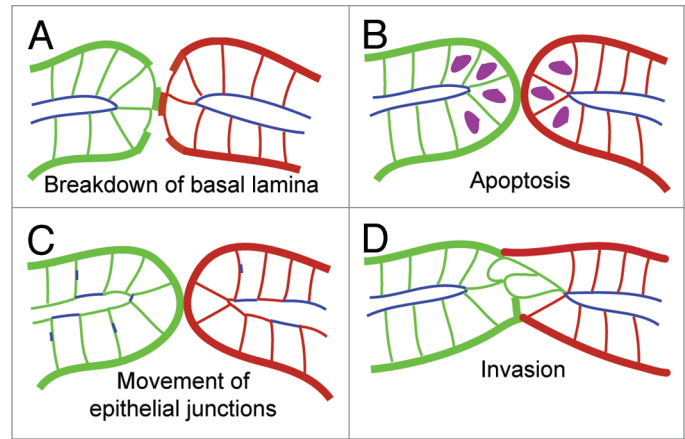 A
Breakdown of basal lamina
B
Apoptosis
C
Movement of
epithelial junctions
D
Invasion